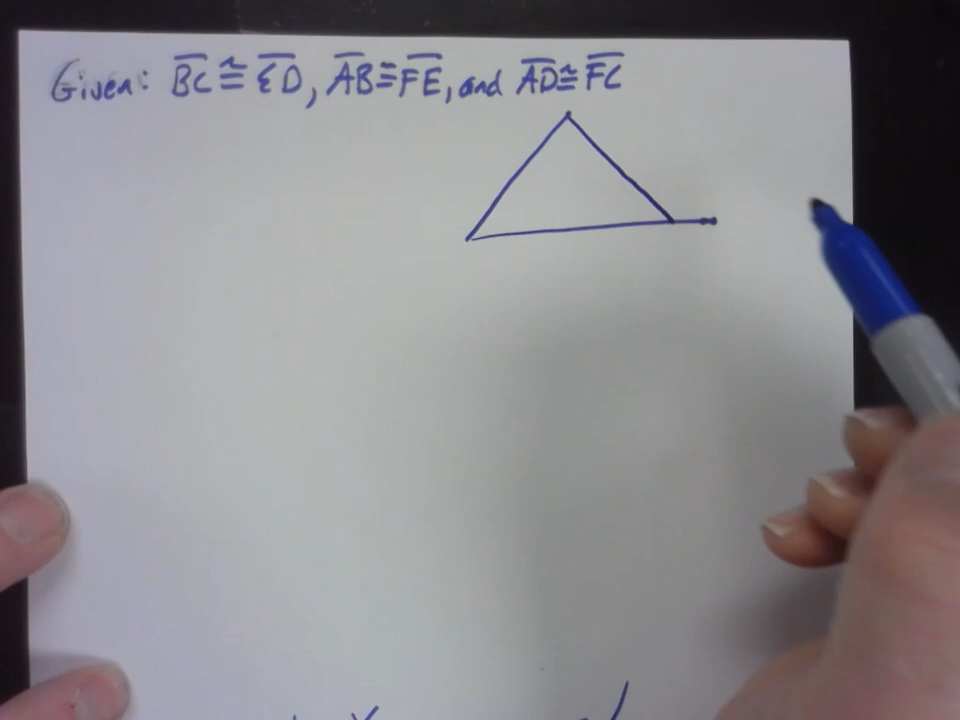 Given: B̅C̅ ≅ E̅D̅, A̅B̅ ≅ F̅E̅, and A̅D̅ ≅ F̅C̅